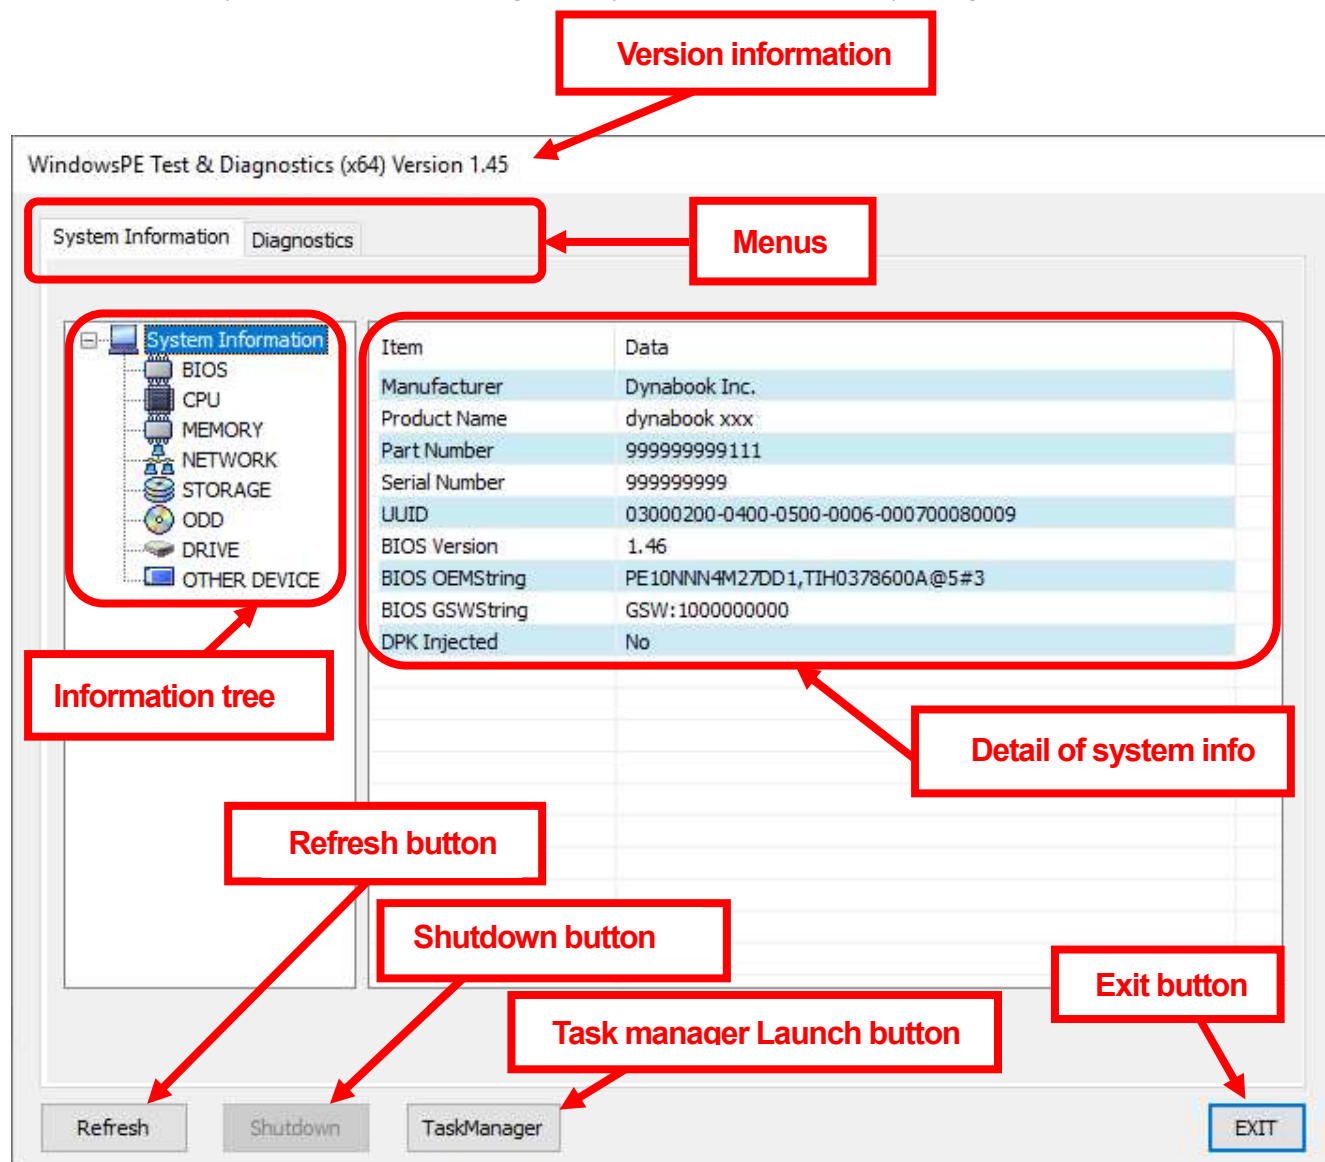 Version information
WindowsPE Test & Diagnostics (x64) Version 1.45
System Information Diagnostics
Menus
System Information
BIOS
CPU
MEMORY
NETWORK
STORAGE
ODD
DRIVE
OTHER DEVICE
Item Data
Manufacturer Dynabook Inc.
Product Name dynabook xxx
Part Number 999999999111
Serial Number 999999999
UUID 03000200-0400-0500-0006-000700080009
BIOS Version 1.46
BIOS OEMString PE10NNN4M27DD1,TIH0378600A@5#3
BIOS GSWString GSW:1000000000
DPK Injected No
Information tree
Detail of system info
Refresh button
Shutdown button
Exit button
Task manager Launch button
Refresh Shutdown TaskManager EXIT